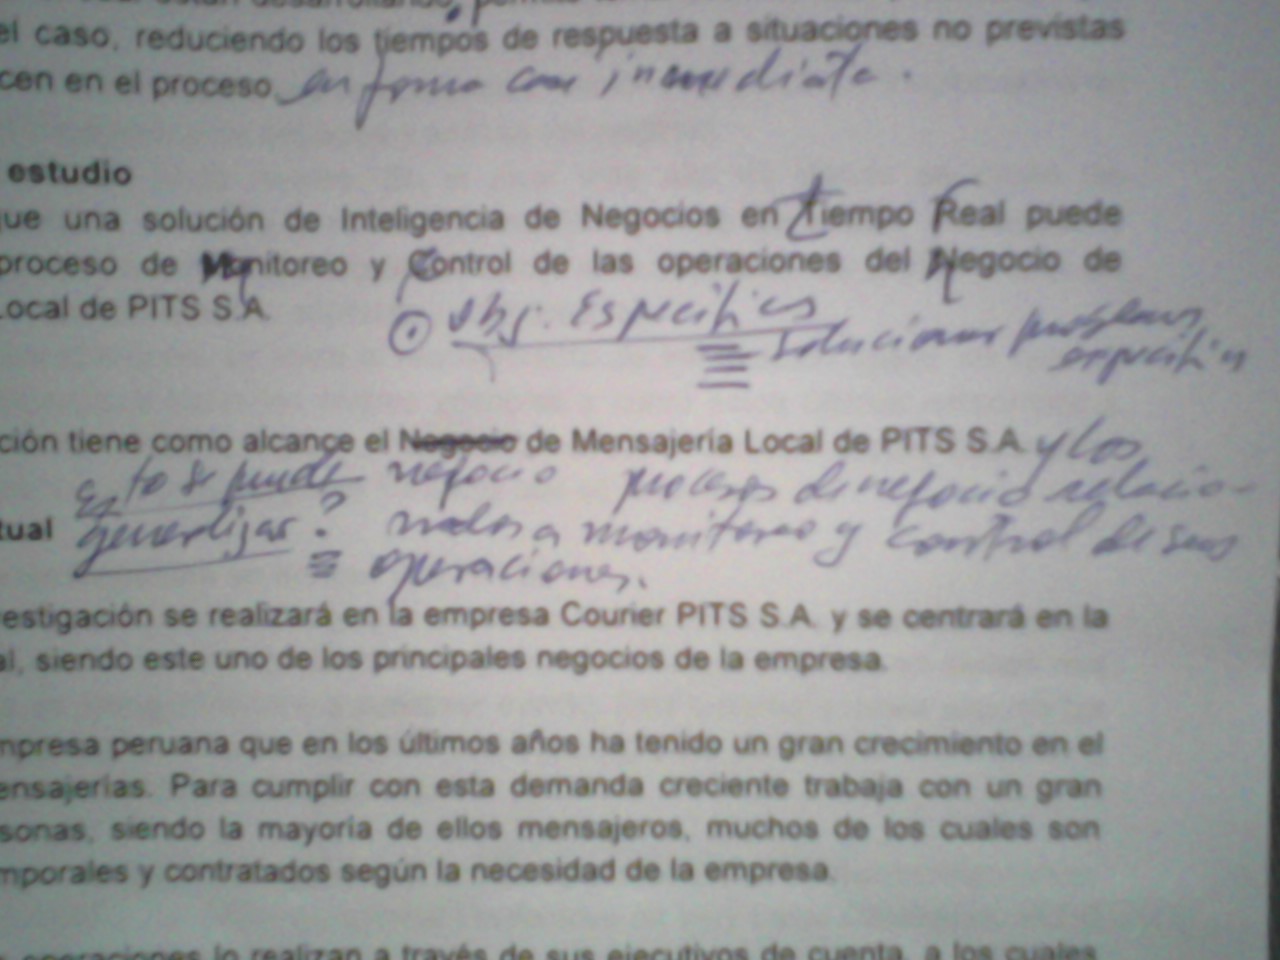 el caso, reduciendo los tiempos de respuesta a situaciones no previstas
cen en el proceso en forma casi inmediata.
estudio
que una solución de Inteligencia de Negocios en Tiempo Real puede
proceso de Monitoreo y Control de las operaciones del Negocio de
Local de PITS S.A.
obj. Específicos
solucionar problemas
específicos
ción tiene como alcance el Negocio de Mensajería Local de PITS S.A. y los
Esto se puede negocio procesos de negocio relacio-
tual generalizar? nados a monitoreo y control de sus
operaciones.
estigación se realizará en la empresa Courier PITS S.A. y se centrará en la
al, siendo este uno de los principales negocios de la empresa.
mpresa peruana que en los últimos años ha tenido un gran crecimiento en el
ensajerías. Para cumplir con esta demanda creciente trabaja con un gran
sonas, siendo la mayoría de ellos mensajeros, muchos de los cuales son
mporales y contratados según la necesidad de la empresa.
operaciones lo realizan a través de sus ejecutivos de cuenta, a los cuales